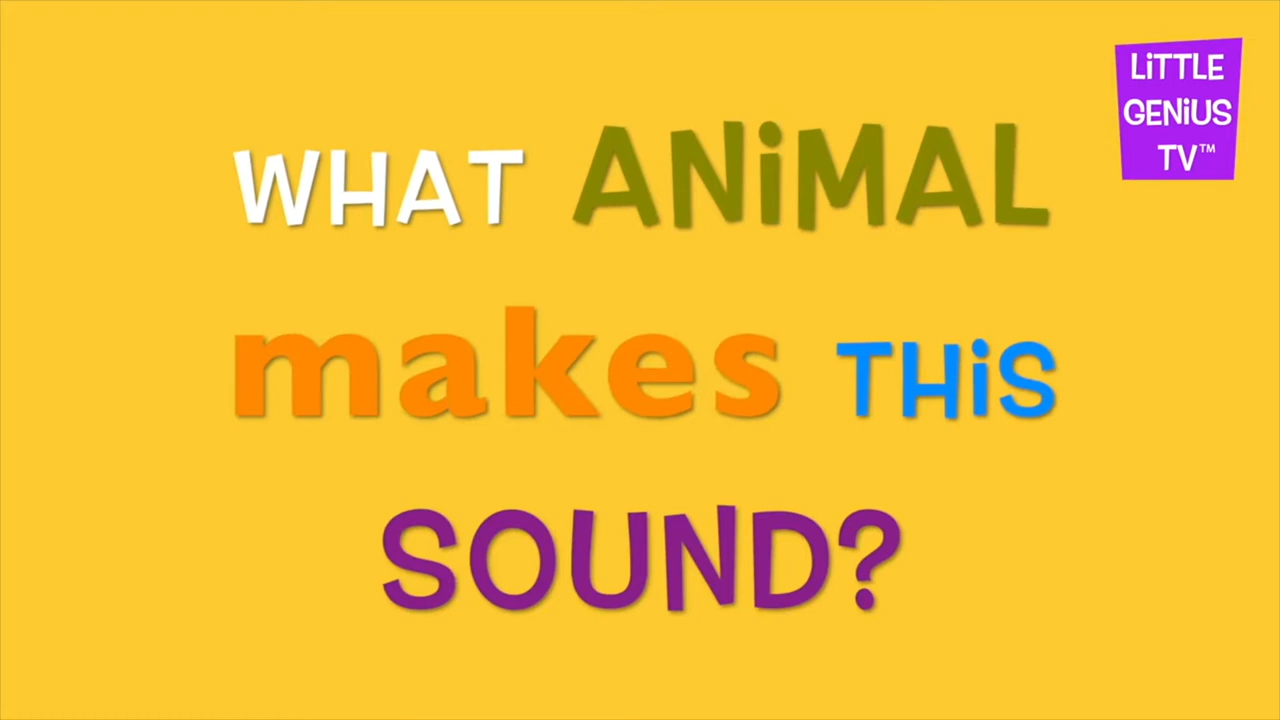 WHAT ANiMAL
makes THiS
SOUND?
LiTTLE
GENiUS
TV™